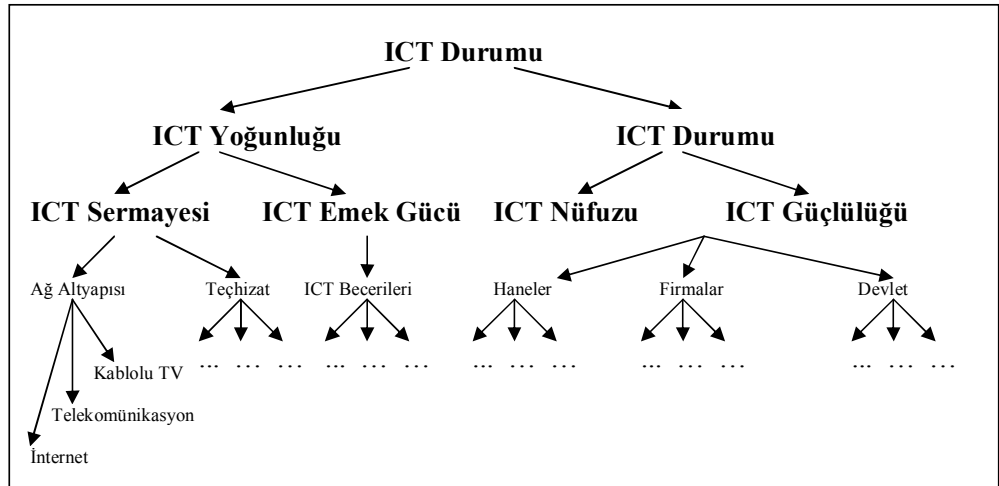 ICT Durumu
ICT Yoğunluğu ICT Durumu
ICT Sermayesi ICT Emek Gücü ICT Nüfuzu ICT Güçlülüğü
Ağ Altyapısı Teçhizat ICT Becerileri Haneler Firmalar Devlet
... ... ... ... ... ... ... ... ... ... ... ... ... ... ...
Kablolu TV
Telekomünikasyon
İnternet